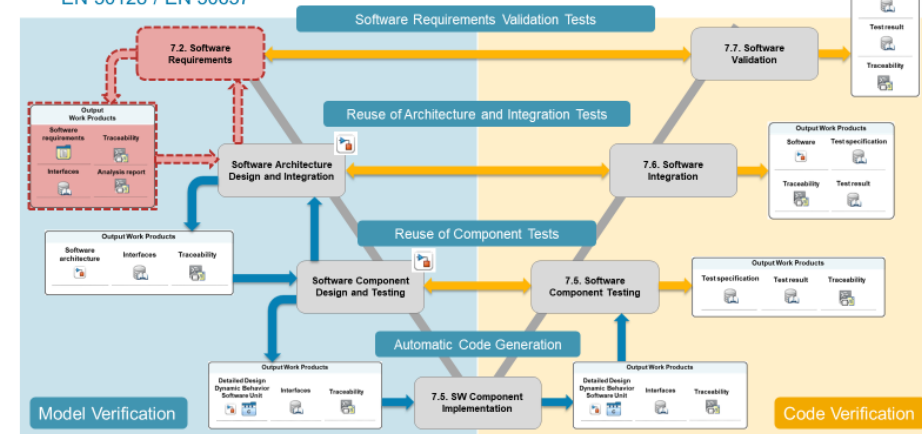 EN 50128 / EN 50657
Software Requirements Validation Tests
7.2. Software
Requirements
7.7. Software
Validation
Test result
Traceability
Output
Work Products
Software
requirements
Traceability
Interfaces
Analysis report
Reuse of Architecture and Integration Tests
Software Architecture
Design and Integration
7.6. Software
Integration
Output Work Products
Software
Test specification
Traceability
Test result
Output Work Products
Software
architecture
Interfaces
Traceability
Reuse of Component Tests
Software Component
Design and Testing
7.5. Software
Component Testing
Output Work Products
Test specification
Test result
Traceability
Automatic Code Generation
Output Work Products
Detailed Design
Dynamic Behavior
Software Unit
Interfaces
Traceability
7.5. SW Component
Implementation
Output Work Products
Detailed Design
Dynamic Behavior
Software Unit
Interfaces
Traceability
Model Verification
Code Verification